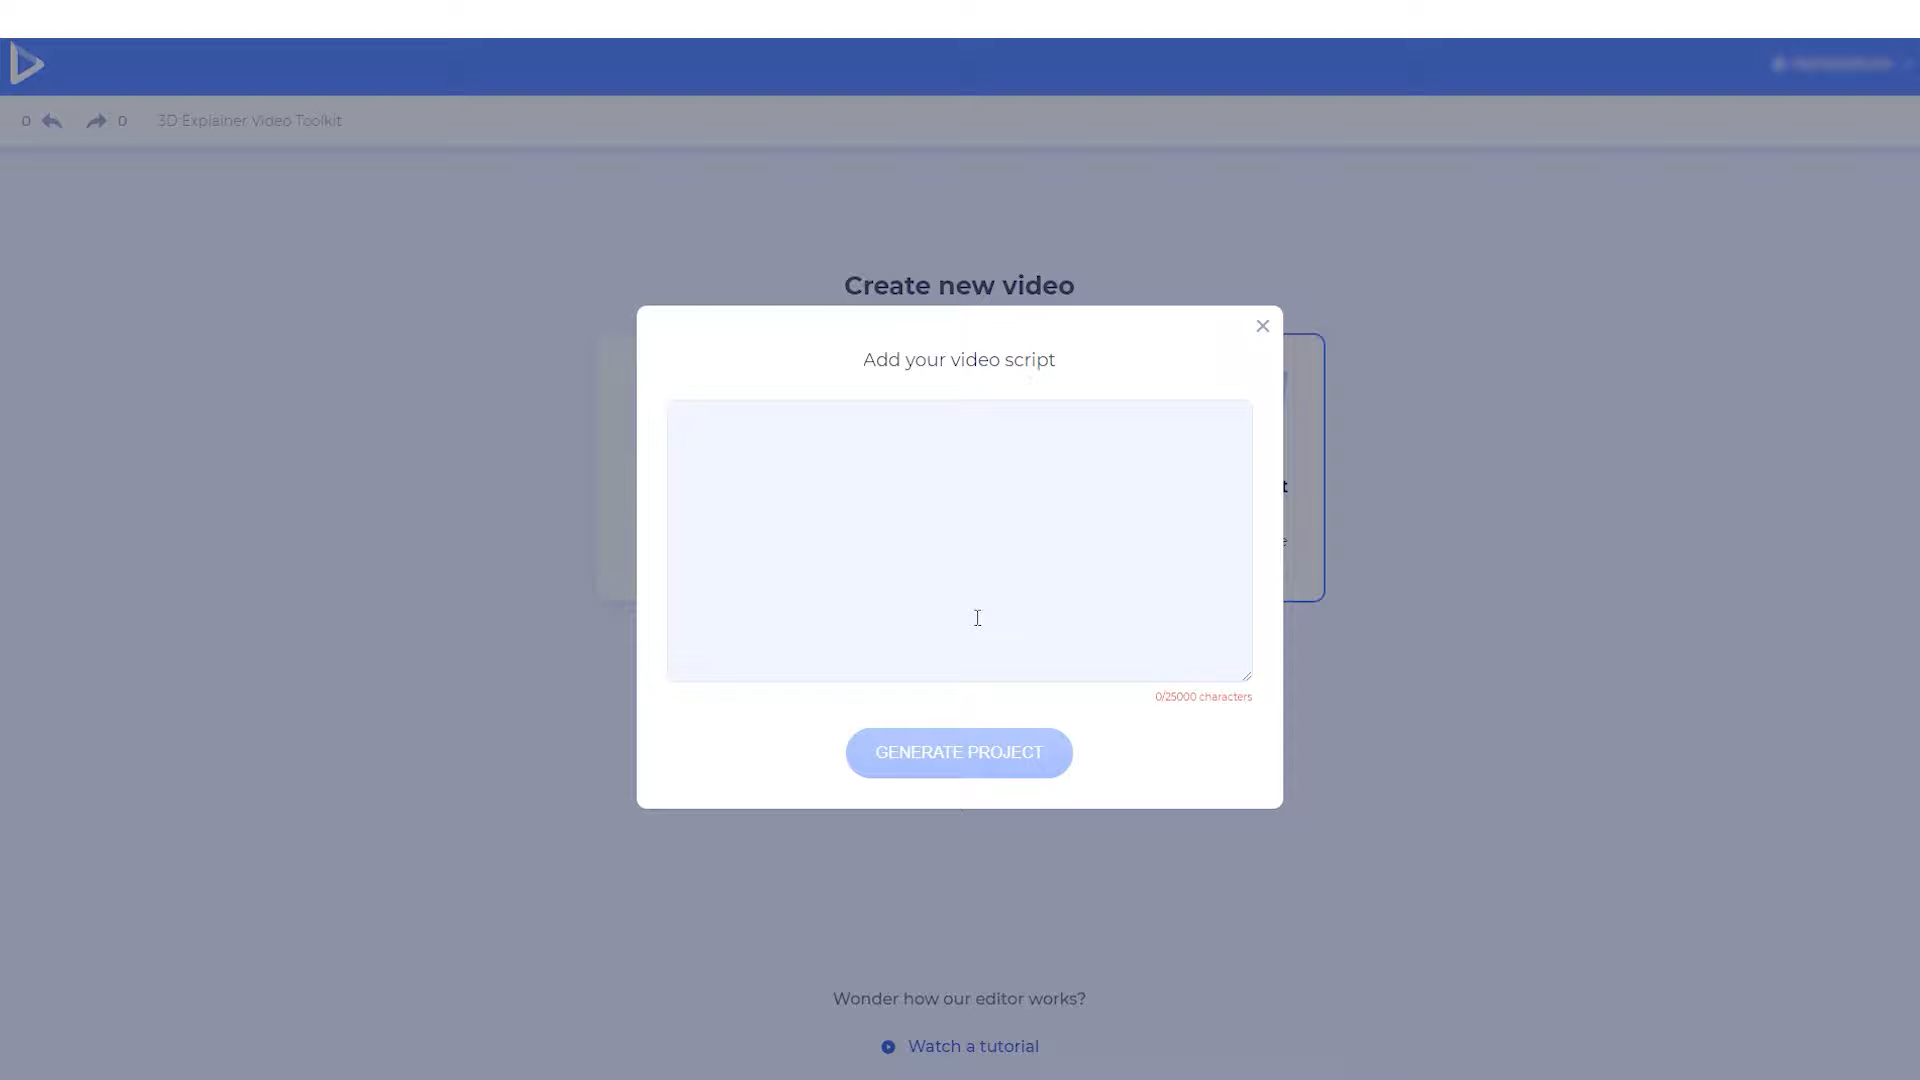 0 0 3D Explainer Video Toolkit
Create new video
Add your video script
0/25000 characters
GENERATE PROJECT
Wonder how our editor works?
Watch a tutorial